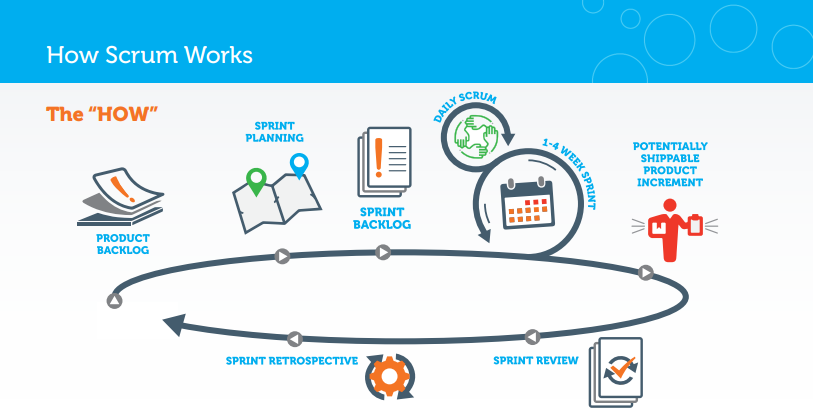 How Scrum Works
The "HOW"
PRODUCT
BACKLOG
SPRINT
PLANNING
SPRINT
BACKLOG
DAILY SCRUM
1-4 WEEK SPRINT
POTENTIALLY
SHIPPABLE
PRODUCT
INCREMENT
SPRINT RETROSPECTIVE
SPRINT REVIEW